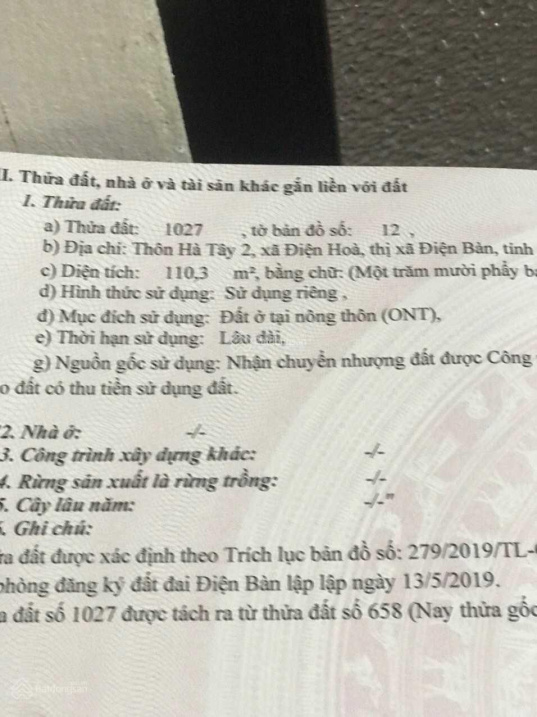 II. Thửa đất, nhà ở và tài sản khác gắn liền với đất
1. Thửa đất:
a) Thửa đất: 1027 , tờ bản đồ số: 12 ,
b) Địa chỉ: Thôn Hà Tây 2, xã Điện Hoà, thị xã Điện Bàn, tỉnh
c) Diện tích: 110,3 m², bằng chữ: (Một trăm mười phẩy
d) Hình thức sử dụng: Sử dụng riêng ,
đ) Mục đích sử dụng: Đất ở tại nông thôn (ONT),
e) Thời hạn sử dụng: Lâu dài,
g) Nguồn gốc sử dụng: Nhận chuyển nhượng đất được Công
o đất có thu tiền sử dụng đất.
2. Nhà ở: -/-
3. Công trình xây dựng khác: -/-
4. Rừng sản xuất là rừng trồng: -/-
5. Cây lâu năm: -/-"
6. Ghi chú:
ửa đất được xác định theo Trích lục bản đồ số: 279/2019/TL-
phòng đăng ký đất đai Điện Bàn lập lập ngày 13/5/2019.
a đất số 1027 được tách ra từ thửa đất số 658 (Nay thửa gốc
Batdongsan